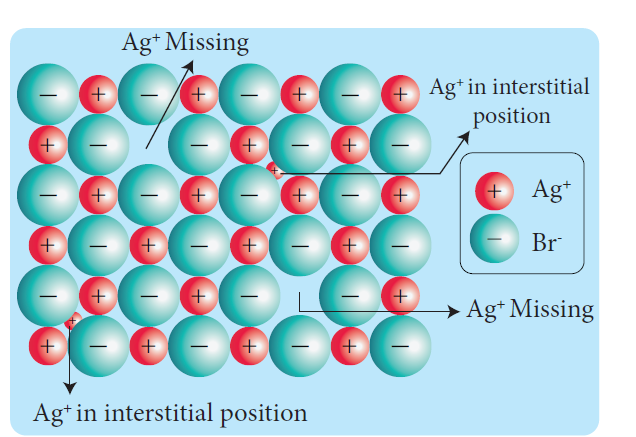 Ag⁺ Missing
Ag⁺ in interstitial
position
− + − + − + − +
+ − − + − + −
+
− + − + − + − +
+ − + − + − + −
− + − + − − +
+
+ − + − + − + −
+ Ag⁺
− Br⁻
Ag⁺ Missing
Ag⁺ in interstitial position